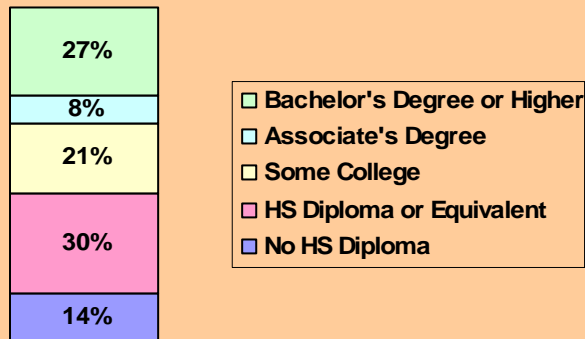 27%
8%
21%
30%
14%
Bachelor's Degree or Higher
Associate's Degree
Some College
HS Diploma or Equivalent
No HS Diploma